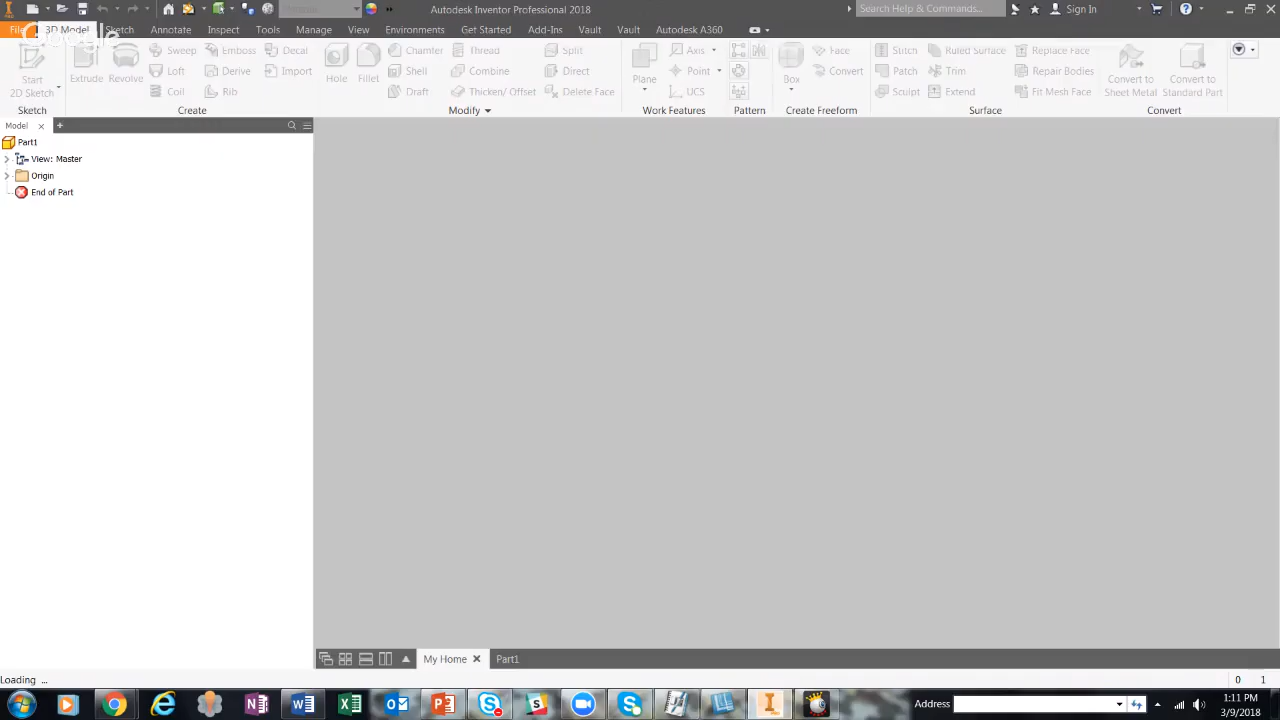 Autodesk Inventor Professional 2018
Search Help & Commands...
Sign In
File 3D Model Sketch Annotate Inspect Tools Manage View Environments Get Started Add-Ins Vault Vault Autodesk A360
Google
Start
2D Sketch
Sketch
Extrude
Revolve
Sweep
Loft
Coil
Emboss
Derive
Rib
Decal
Import
Create
Hole
Fillet
Chamfer
Shell
Draft
Thread
Combine
Thicken/ Offset
Split
Direct
Delete Face
Modify
Plane
Axis
Point
UCS
Work Features
Pattern
Box
Face
Convert
Create Freeform
Stitch
Patch
Sculpt
Ruled Surface
Trim
Extend
Replace Face
Repair Bodies
Fit Mesh Face
Surface
Convert to
Sheet Metal
Convert to
Standard Part
Convert
Model
Part1
View: Master
Origin
End of Part
My Home
Part1
Loading ...
0 1
Address
1:11 PM
3/9/2018